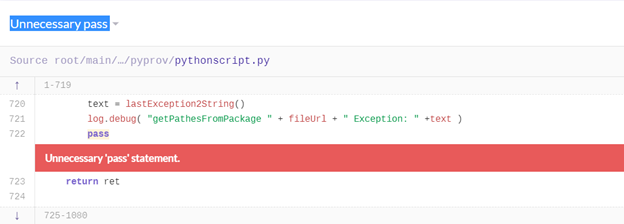 Unnecessary pass
Source root/main/…/pyprov/pythonscript.py
↑ 1-719
720 text = lastException2String()
721 log.debug( "getPathesFromPackage " + fileUrl + " Exception: " +text )
722 pass
Unnecessary 'pass' statement.
723 return ret
724
↓ 725-1080